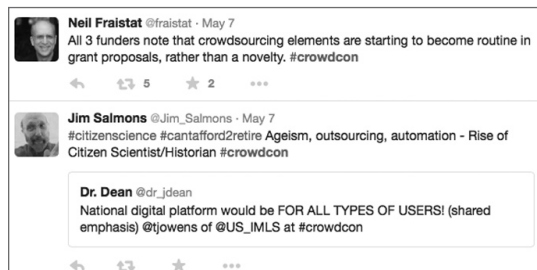 Neil Fraistat @fraistat · May 7
All 3 funders note that crowdsourcing elements are starting to become routine in
grant proposals, rather than a novelty. #crowdcon
5 2
Jim Salmons @Jim_Salmons · May 7
#citizenscience #cantafford2retire Ageism, outsourcing, automation - Rise of
Citizen Scientist/Historian #crowdcon
Dr. Dean @dr_jdean
National digital platform would be FOR ALL TYPES OF USERS! (shared
emphasis) @tjowens of @US_IMLS at #crowdcon